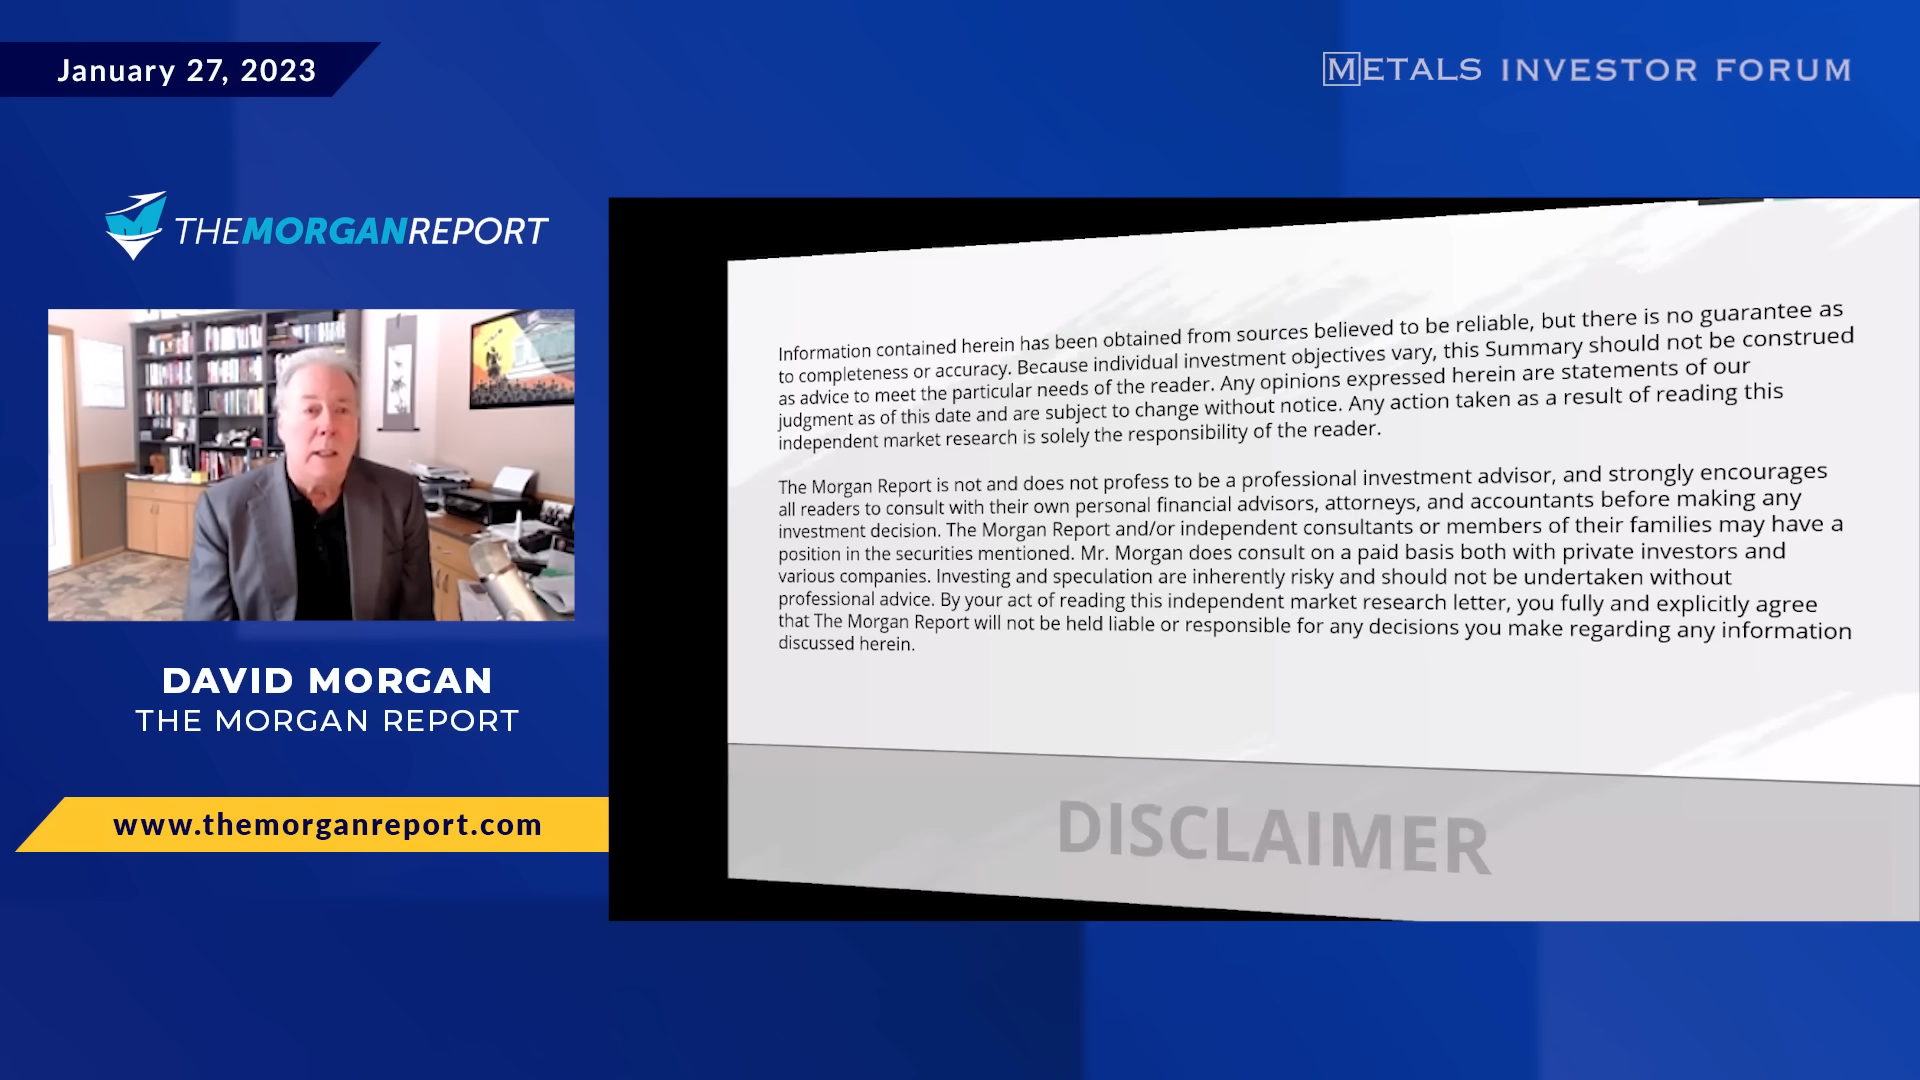 January 27, 2023
METALS INVESTOR FORUM
THEMORGANREPORT
Information contained herein has been obtained from sources believed to be reliable, but there is no guarantee as
to completeness or accuracy. Because individual investment objectives vary, this Summary should not be construed
as advice to meet the particular needs of the reader. Any opinions expressed herein are statements of our
judgment as of this date and are subject to change without notice. Any action taken as a result of reading this
independent market research is solely the responsibility of the reader.
The Morgan Report is not and does not profess to be a professional investment advisor, and strongly encourages
all readers to consult with their own personal financial advisors, attorneys, and accountants before making any
investment decision. The Morgan Report and/or independent consultants or members of their families may have a
position in the securities mentioned. Mr. Morgan does consult on a paid basis both with private investors and
various companies. Investing and speculation are inherently risky and should not be undertaken without
professional advice. By your act of reading this independent market research letter, you fully and explicitly agree
that The Morgan Report will not be held liable or responsible for any decisions you make regarding any information
discussed herein.
DISCLAIMER
DAVID MORGAN
THE MORGAN REPORT
www.themorganreport.com